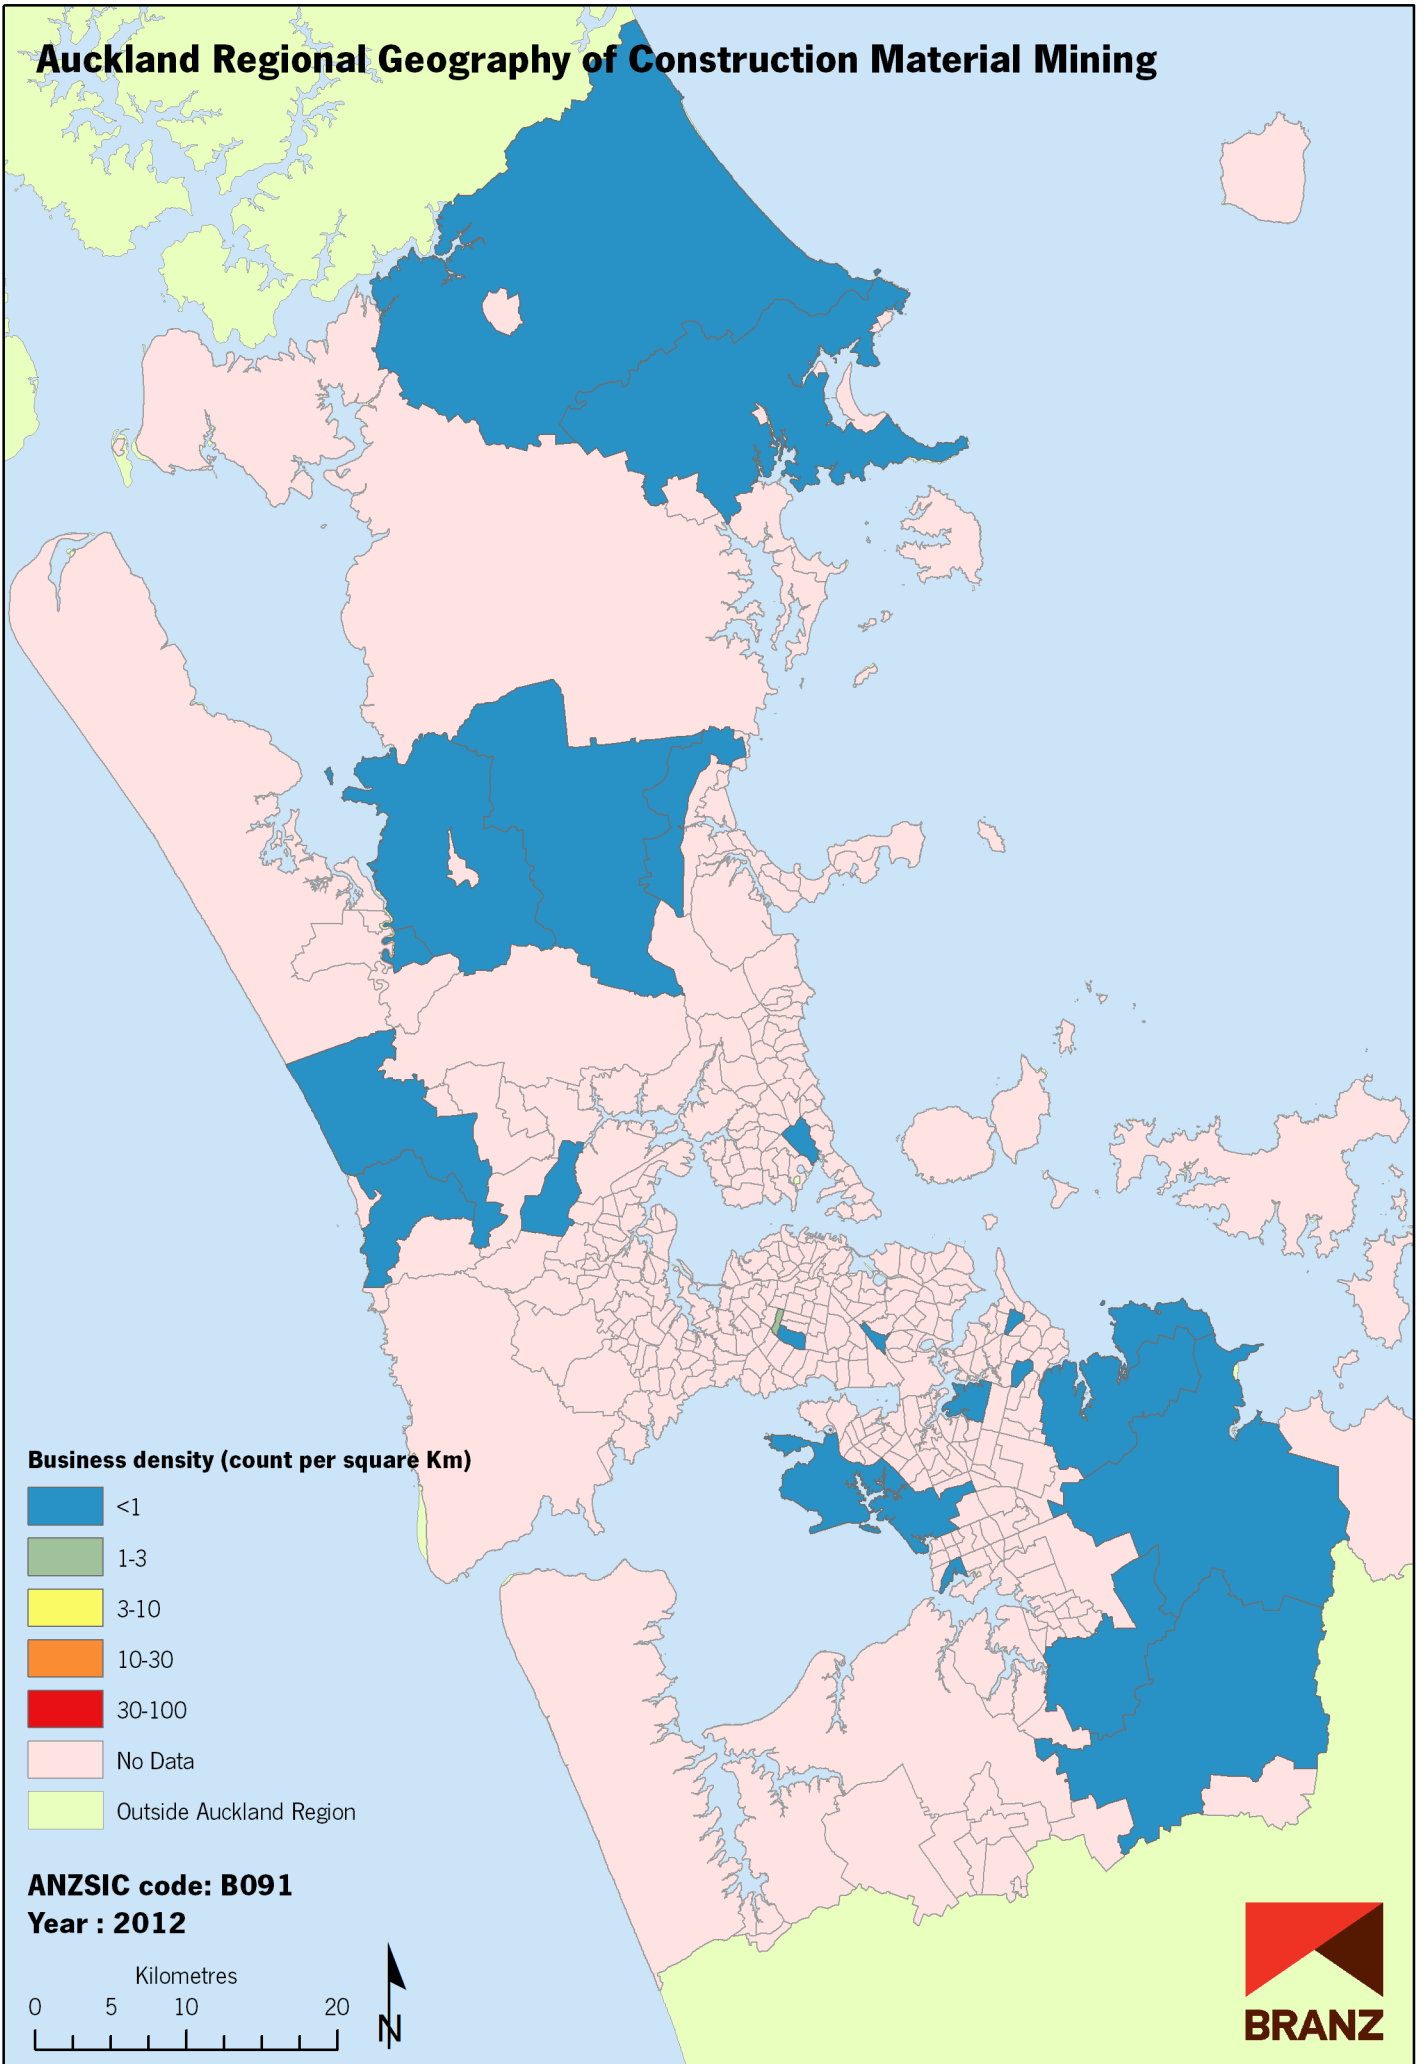 Auckland Regional Geography of Construction Material Mining
Business density (count per square Km)
<1
1-3
3-10
10-30
30-100
No Data
Outside Auckland Region
ANZSIC code: B091
Year : 2012
Kilometres
0 5 10 20
N
BRANZ